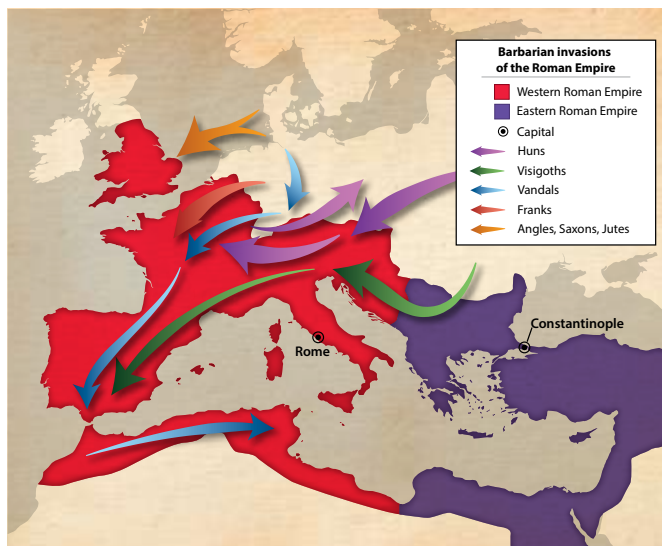 Barbarian invasions
of the Roman Empire
Western Roman Empire
Eastern Roman Empire
Capital
Huns
Visigoths
Vandals
Franks
Angles, Saxons, Jutes
Constantinople
Rome